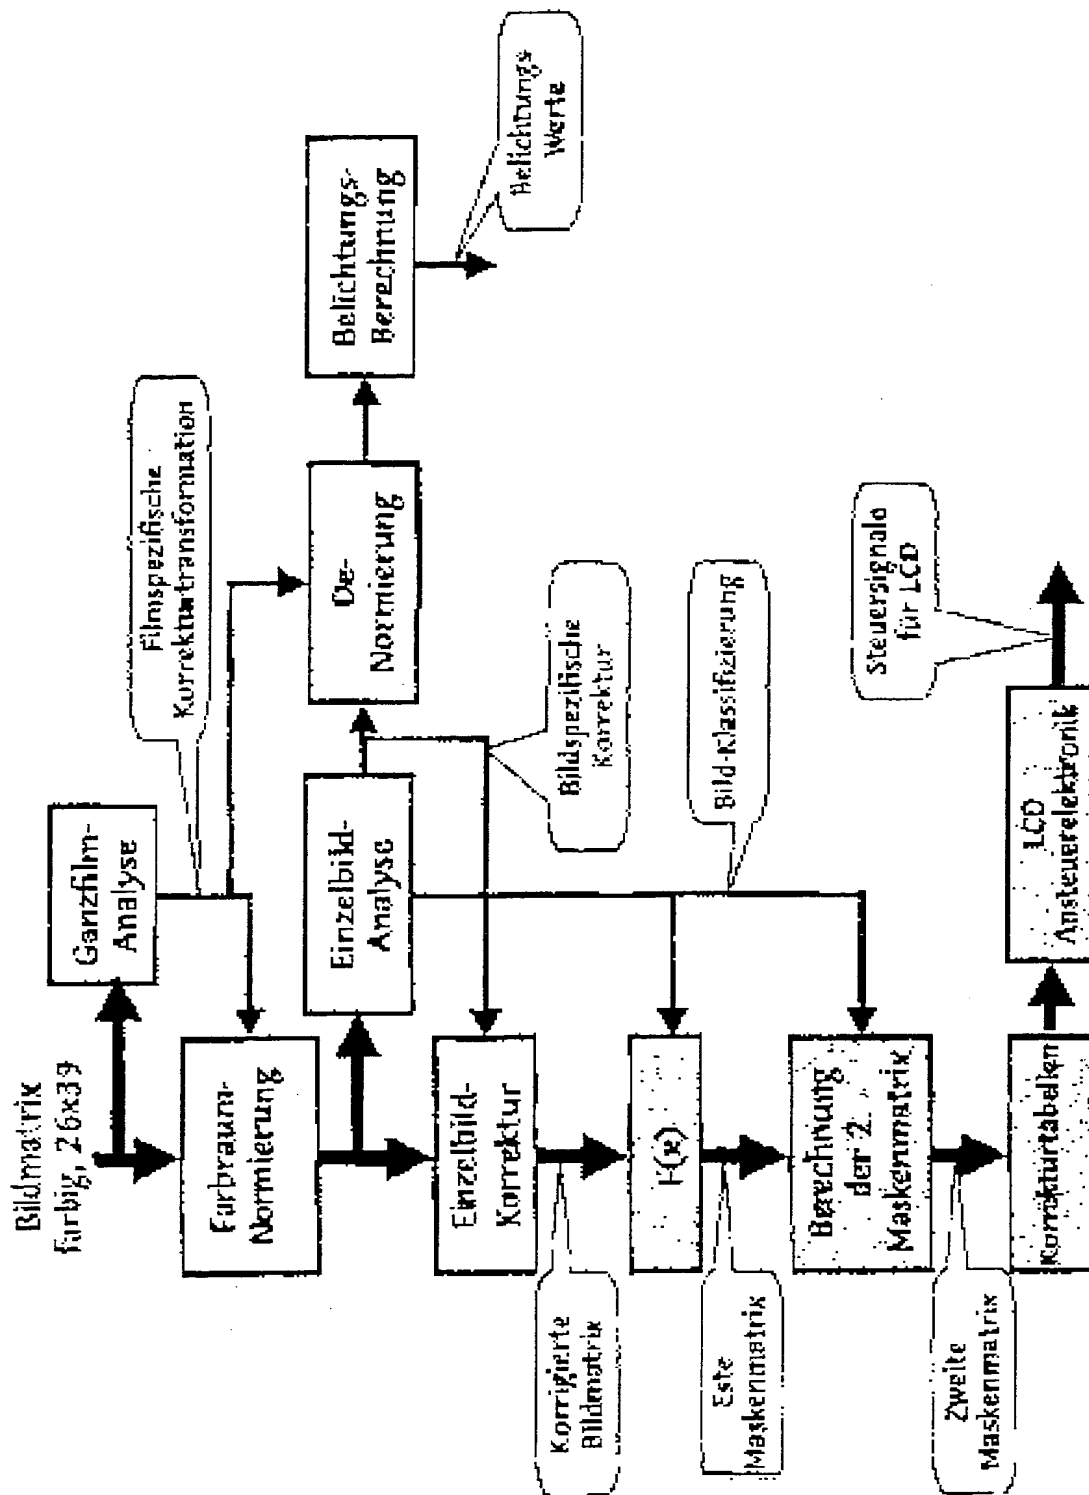 Bildmatrix
farbig, 26x39
Ganzfilm-
Analyse
Filmspezifische
Korrekturtransformation
Farbraum-
Normierung
Einzelbild-
Analyse
De-
Normierung
Belichtungs-
Berechnung
Belichtungs
Werte
Einzelbild-
Korrektur
Bildspezifische
Korrektur
Korrigierte
Bildmatrix
Bild-Klassifizierung
Este
Maskenmatrix
Berechnung
der 2.
Maskenmatrix
Zweite
Maskenmatrix
Korrekturtabellen
LCD
Ansteuerelektronik
Steuersignale
für LCD